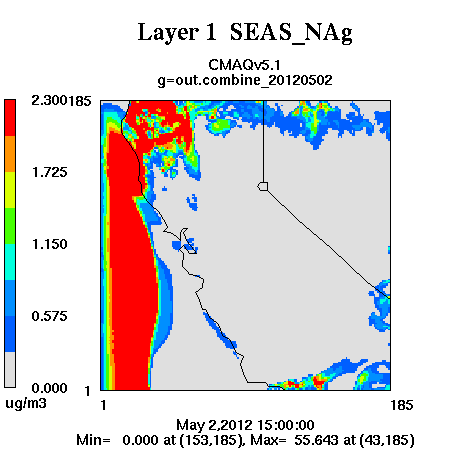 Layer 1 SEAS_NAg
CMAQv5.1
g=out.combine_20120502
2.300
185
1.725
1.150
0.575
0.000
1
ug/m3
1
185
May 2,2012 15:00:00
Min= 0.000 at (153,185), Max= 55.643 at (43,185)